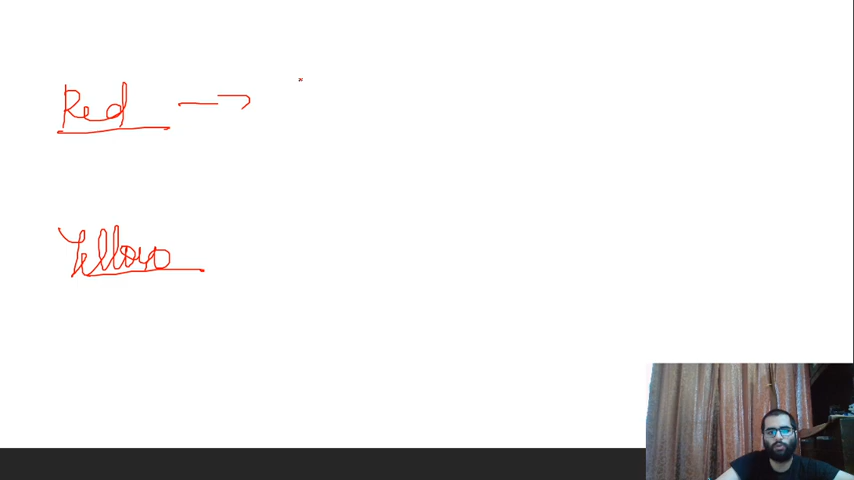 Red →
Yellow